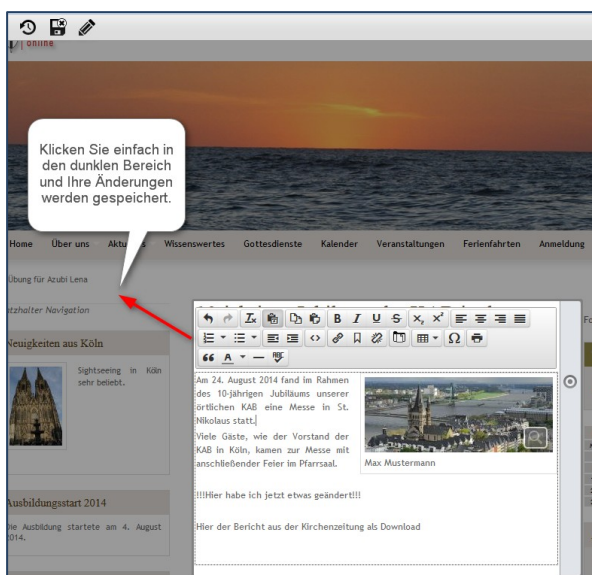 online
Klicken Sie einfach in
den dunklen Bereich
und Ihre Änderungen
werden gespeichert.
Home Über uns Wissenswertes Gottesdienste Kalender Veranstaltungen Ferienfahrten Anmeldung
Übung für Azubi Lena
Navigation
Neuigkeiten aus Köln
Sightseeing in Köln
sehr beliebt.
Ausbildungsstart 2014
Die Ausbildung startete am 4. August
2014.
B I U S x₂ x²
ABC
Am 24. August 2014 fand im Rahmen
des 10-jährigen Jubiläums unserer
örtlichen KAB eine Messe in St.
Nikolaus statt.
Viele Gäste, wie der Vorstand der
KAB in Köln, kamen zur Messe mit
anschließender Feier im Pfarrsaal.
Max Mustermann
!!!Hier habe ich jetzt etwas geändert!!!
Hier der Bericht aus der Kirchenzeitung als Download